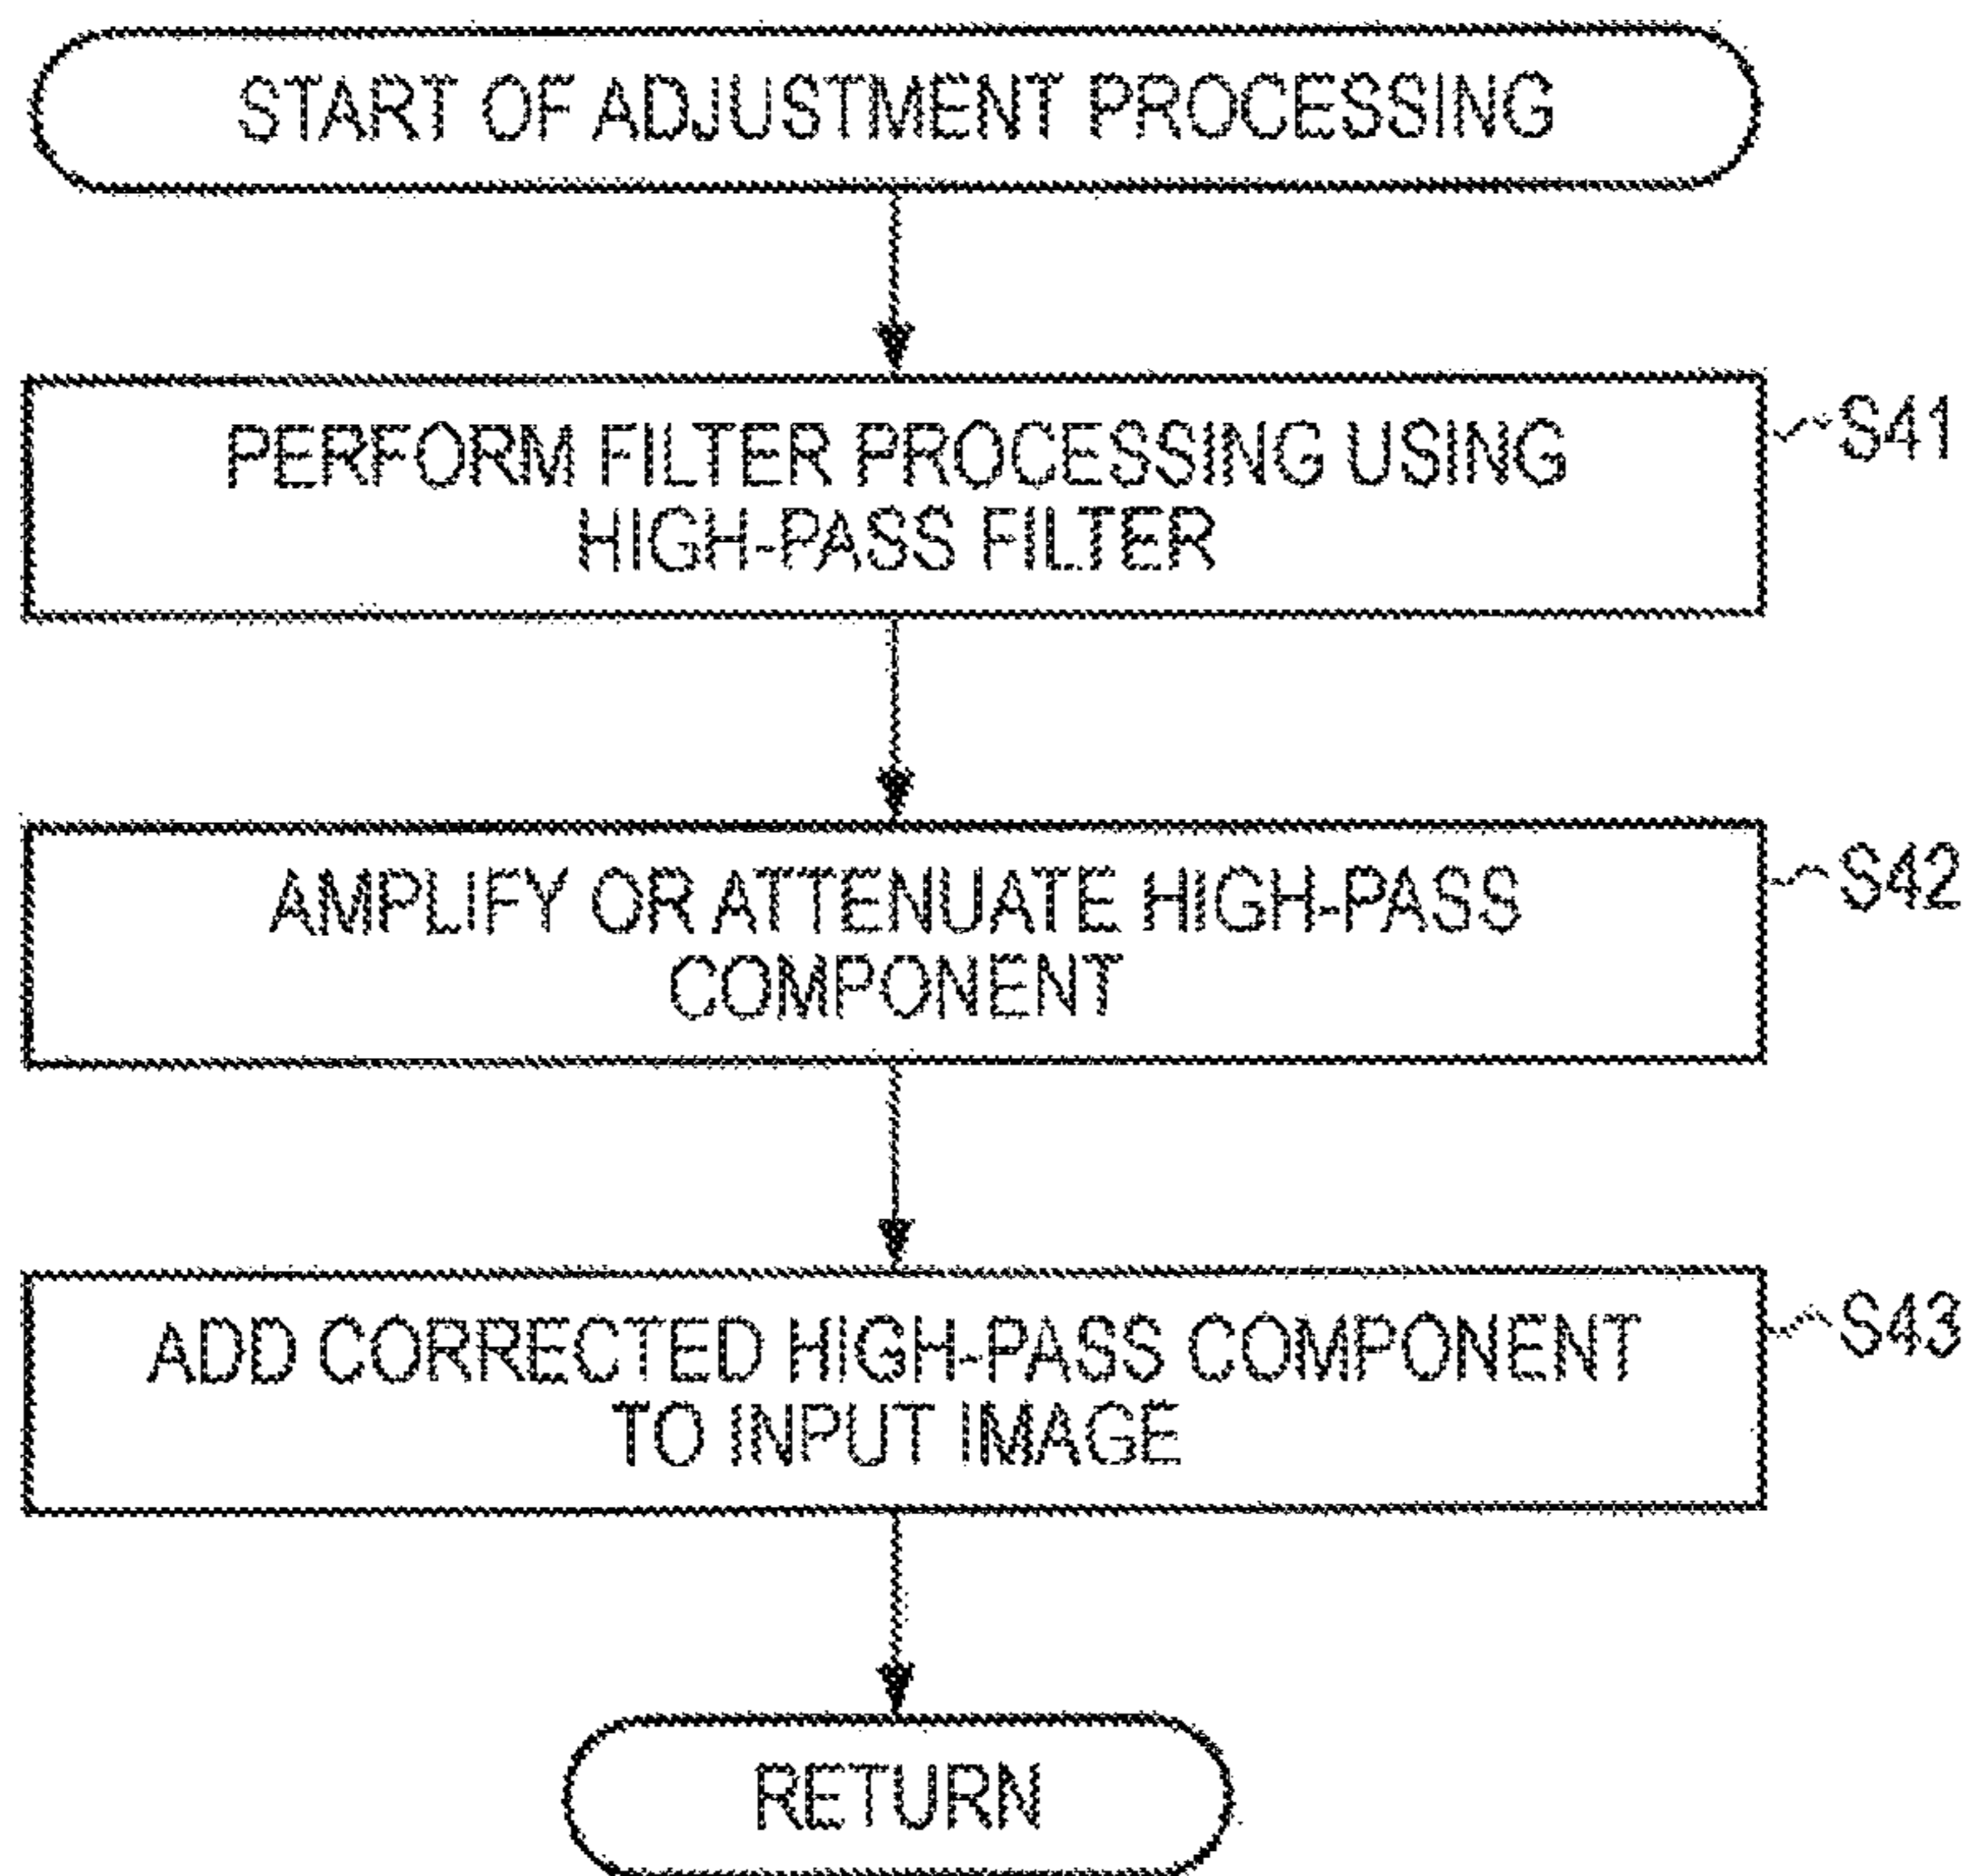 START OF ADJUSTMENT PROCESSING
PERFORM FILTER PROCESSING USING
HIGH-PASS FILTER
S41
AMPLIFY OR ATTENUATE HIGH-PASS
COMPONENT
S42
ADD CORRECTED HIGH-PASS COMPONENT
TO INPUT IMAGE
S43
RETURN